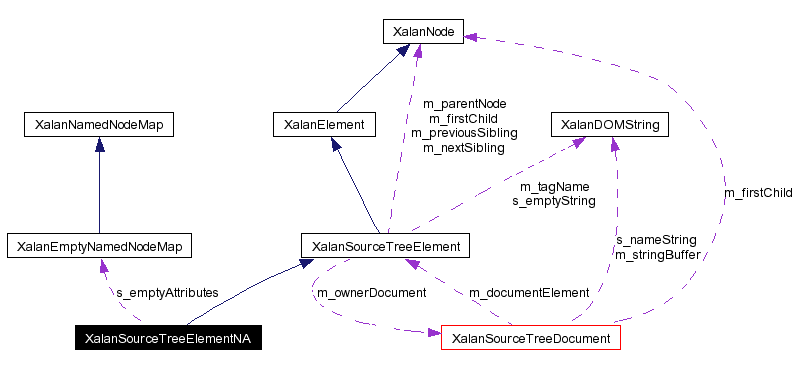 XalanNode
m_parentNode
m_firstChild
m_previousSibling
m_nextSibling
XalanNamedNodeMap
XalanElement
XalanDOMString
m_tagName
s_emptyString
m_firstChild
XalanEmptyNamedNodeMap
XalanSourceTreeElement
s_nameString
m_stringBuffer
s_emptyAttributes
m_ownerDocument
m_documentElement
XalanSourceTreeElementNA
XalanSourceTreeDocument